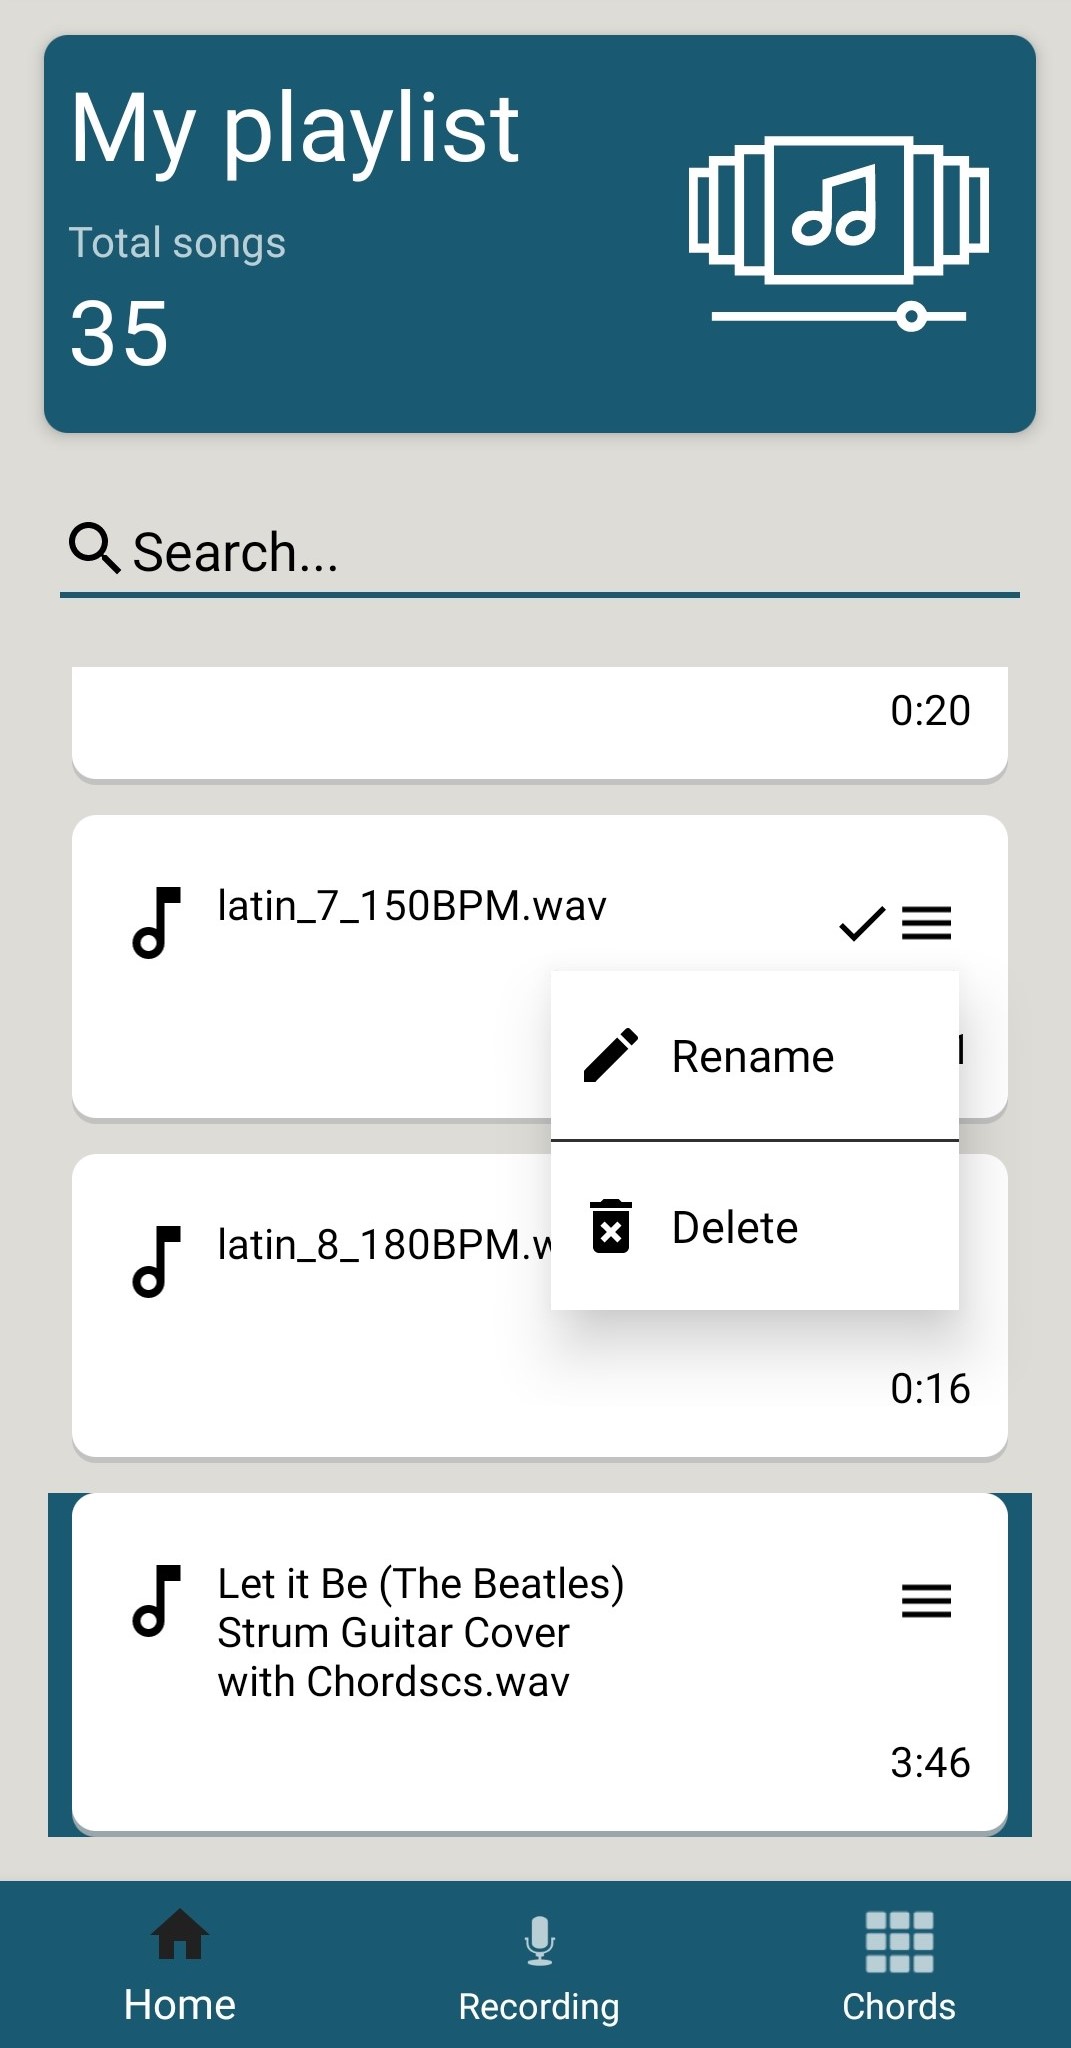 My playlist
Total songs
35
Search...
0:20
latin_7_150BPM.wav
Rename
Delete
latin_8_180BPM.w
0:16
Let it Be (The Beatles)
Strum Guitar Cover
with Chordscs.wav
3:46
Home
Recording
Chords